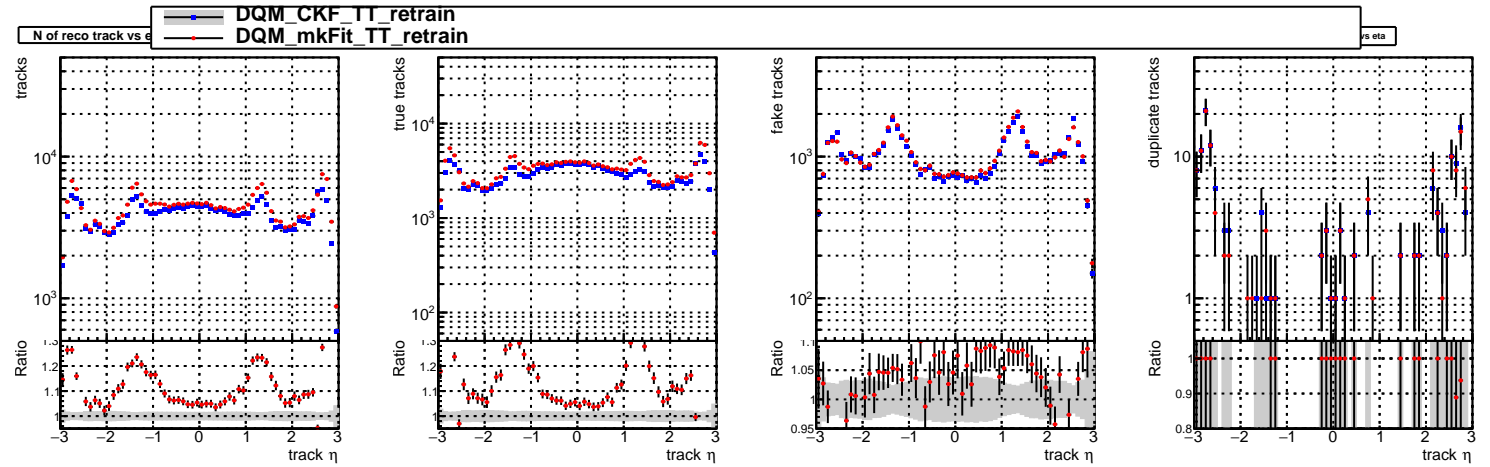 DQM_CKF_TT_retrain
DQM_mkFit_TT_retrain
N of reco track vs e
vs eta
tracks
10⁴
10³
Ratio
1.3
1.2
1.1
1
−3 −2 −1 0 1 2 3
track η
true tracks
10⁴
10³
10²
Ratio
1.3
1.2
1.1
1
−3 −2 −1 0 1 2 3
track η
fake tracks
10³
10²
Ratio
1.1
1.05
1
0.95
−3 −2 −1 0 1 2 3
track η
duplicate tracks
10
1
Ratio
1
0.9
0.8
−3 −2 −1 0 1 2 3
track η